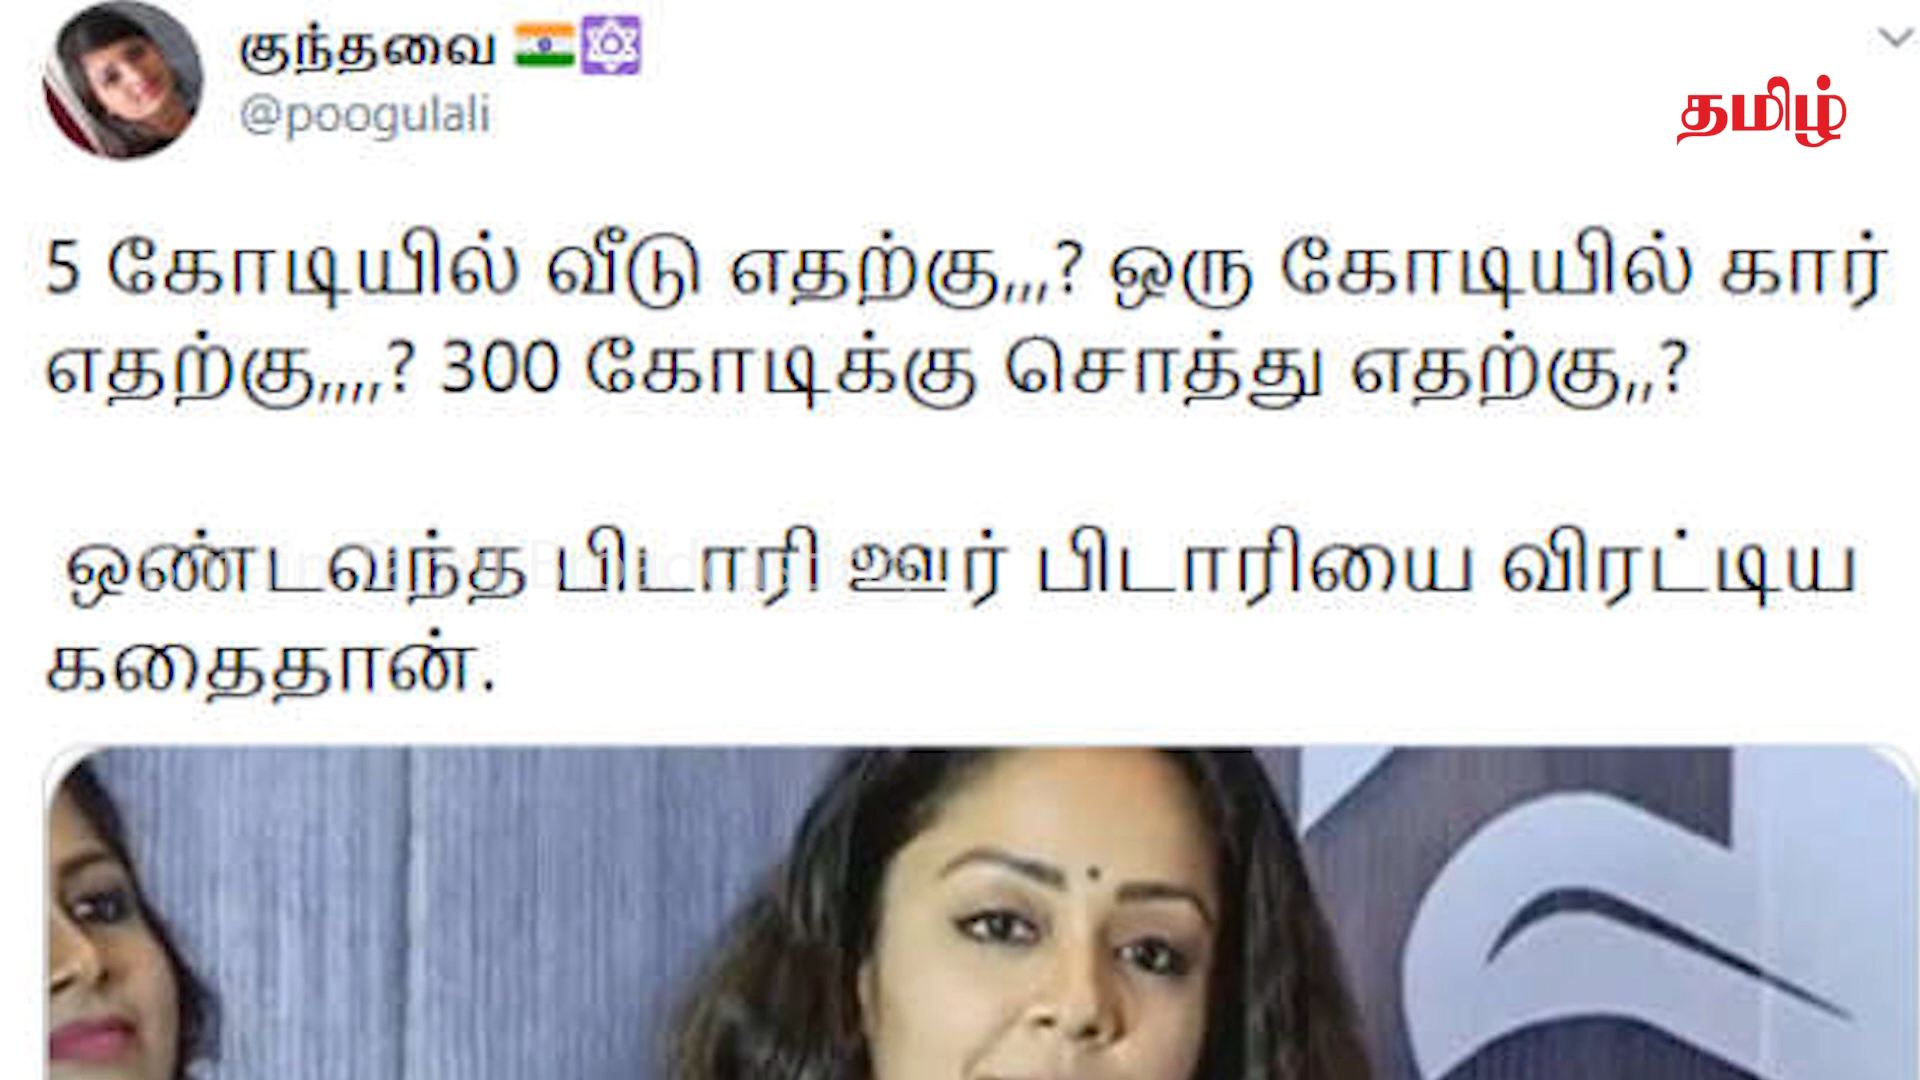 குந்தவை
@poogulali
தமிழ்
5 கோடியில் வீடு எதற்கு,,,? ஒரு கோடியில் கார்
எதற்கு,,,,? 300 கோடிக்கு சொத்து எதற்கு,,?
ஒண்டவந்த பிடாரி ஊர் பிடாரியை விரட்டிய
கதைதான்.